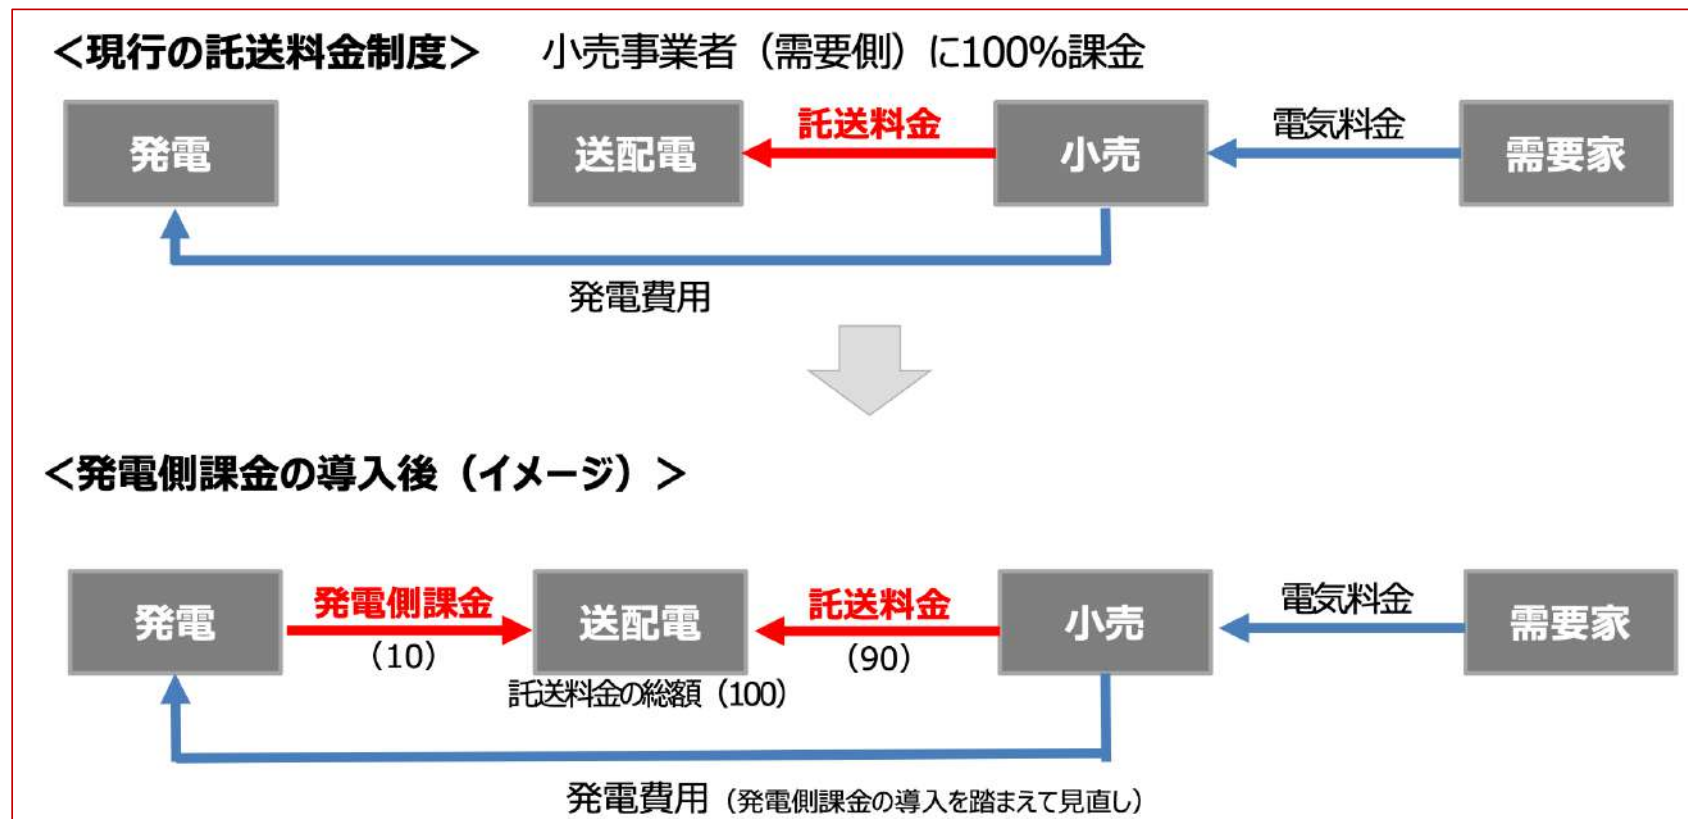 ＜現行の託送料金制度＞　小売事業者（需要側）に100%課金
発電　送配電　託送料金　小売　電気料金　需要家
発電費用
＜発電側課金の導入後（イメージ）＞
発電　発電側課金　送配電　託送料金　小売　電気料金　需要家
（10）　（90）
託送料金の総額（100）
発電費用（発電側課金の導入を踏まえて見直し）